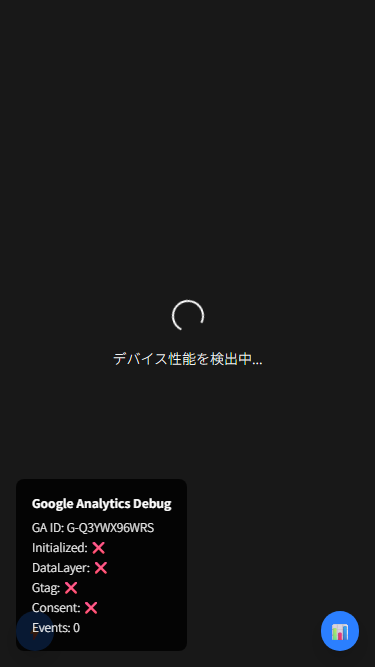 デバイス性能を検出中...
Google Analytics Debug
GA ID: G-Q3YWX96WRS
Initialized: ❌
DataLayer: ❌
Gtag: ❌
Consent: ❌
Events: 0